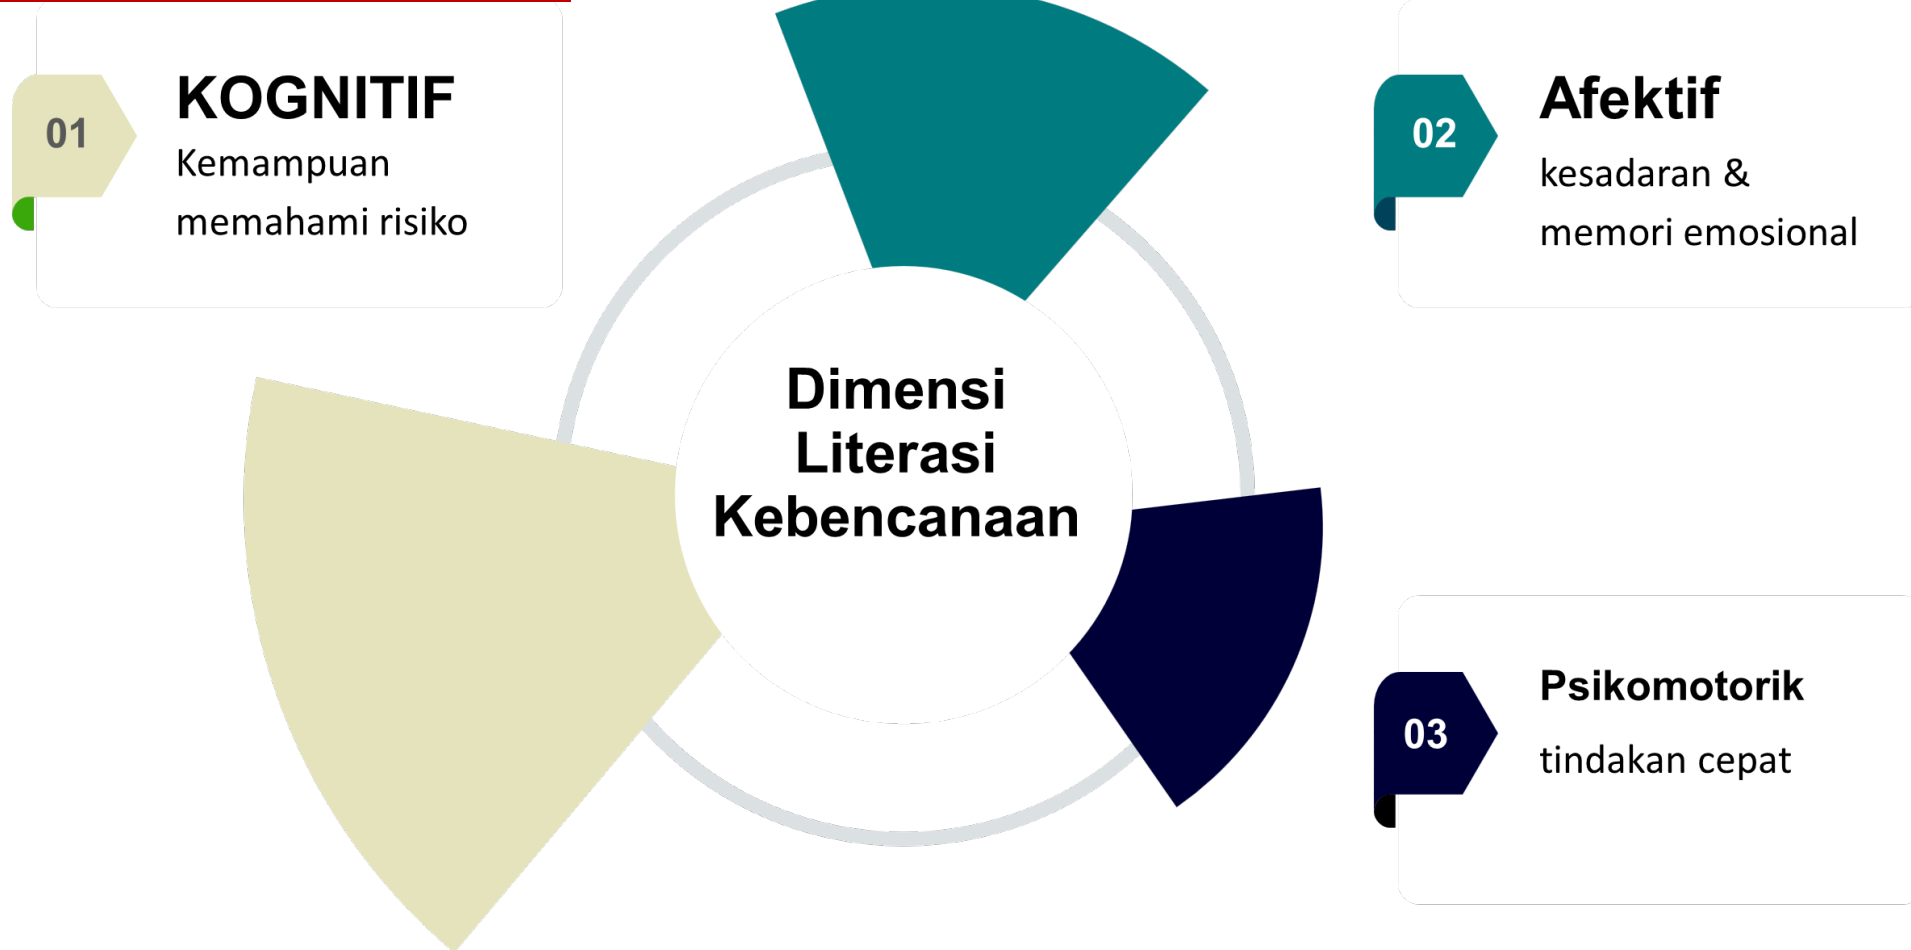 01
KOGNITIF
Kemampuan
memahami risiko
02
Afektif
kesadaran &
memori emosional
Dimensi
Literasi
Kebencanaan
03
Psikomotorik
tindakan cepat